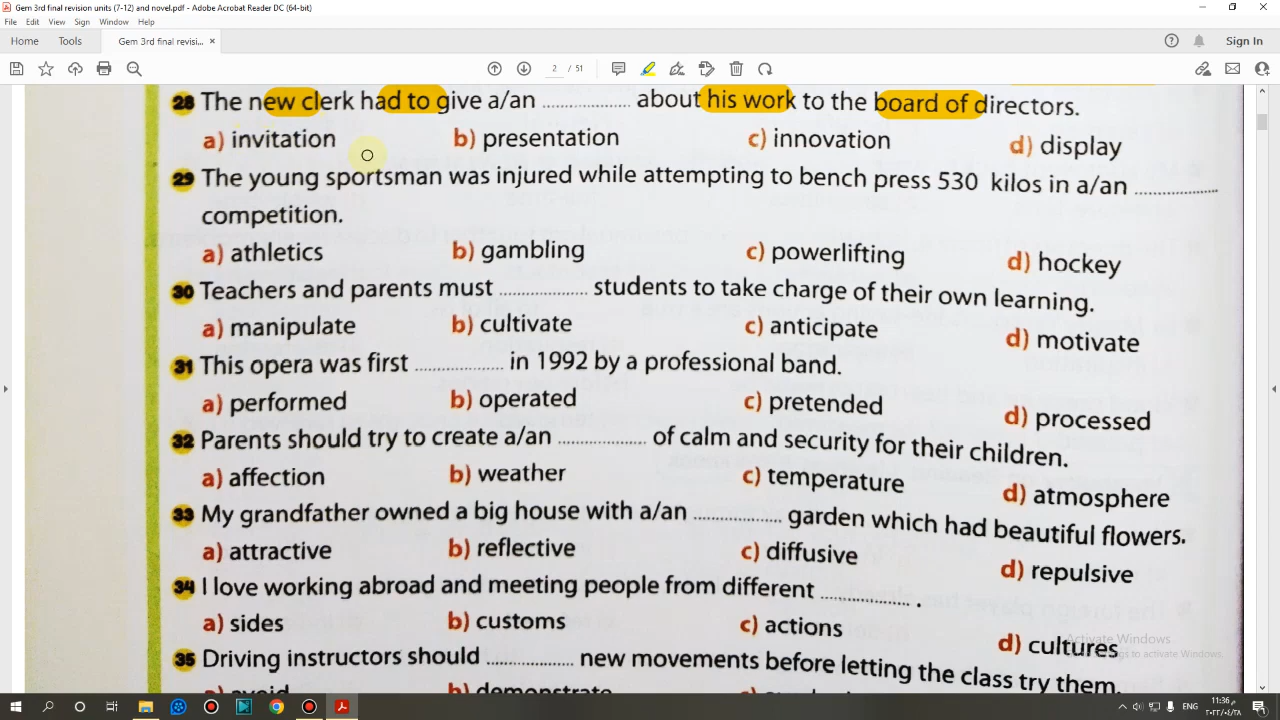 Gem 3rd final revision units (7-12) and novel.pdf - Adobe Acrobat Reader DC (64-bit)
File Edit View Sign Window Help
Home Tools Gem 3rd final revisi... × Sign In
2 / 51
28 The new clerk had to give a/an ............... about his work to the board of directors.
a) invitation b) presentation c) innovation d) display
29 The young sportsman was injured while attempting to bench press 530 kilos in a/an ...............
competition.
a) athletics b) gambling c) powerlifting d) hockey
30 Teachers and parents must ............... students to take charge of their own learning.
a) manipulate b) cultivate c) anticipate d) motivate
31 This opera was first ............... in 1992 by a professional band.
a) performed b) operated c) pretended d) processed
32 Parents should try to create a/an ............... of calm and security for their children.
a) affection b) weather c) temperature d) atmosphere
33 My grandfather owned a big house with a/an ............... garden which had beautiful flowers.
a) attractive b) reflective c) diffusive d) repulsive
34 I love working abroad and meeting people from different ............... .
a) sides b) customs c) actions d) cultures
Activate Windows
35 Driving instructors should ............... new movements before letting the class try them.
a) avoid b) demonstrate
ENG 11:36 م